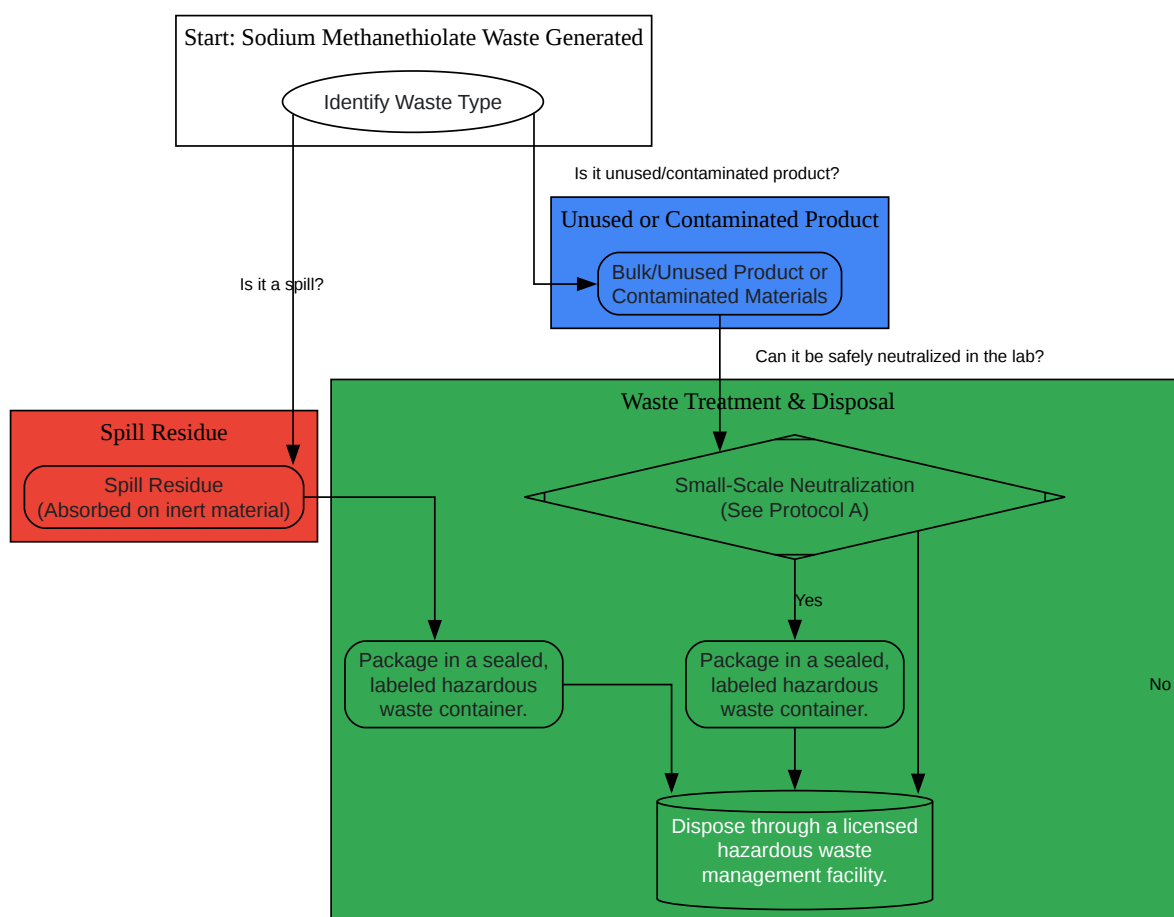 Start: Sodium Methanethiolate Waste Generated
Identify Waste Type
Is it unused/contaminated product?
Unused or Contaminated Product
Bulk/Unused Product or
Contaminated Materials
Is it a spill?
Can it be safely neutralized in the lab?
Waste Treatment & Disposal
Spill Residue
Spill Residue
(Absorbed on inert material)
Small-Scale Neutralization
(See Protocol A)
Yes
Package in a sealed,
labeled hazardous
waste container.
Package in a sealed,
labeled hazardous
waste container.
No
Dispose through a licensed
hazardous waste
management facility.